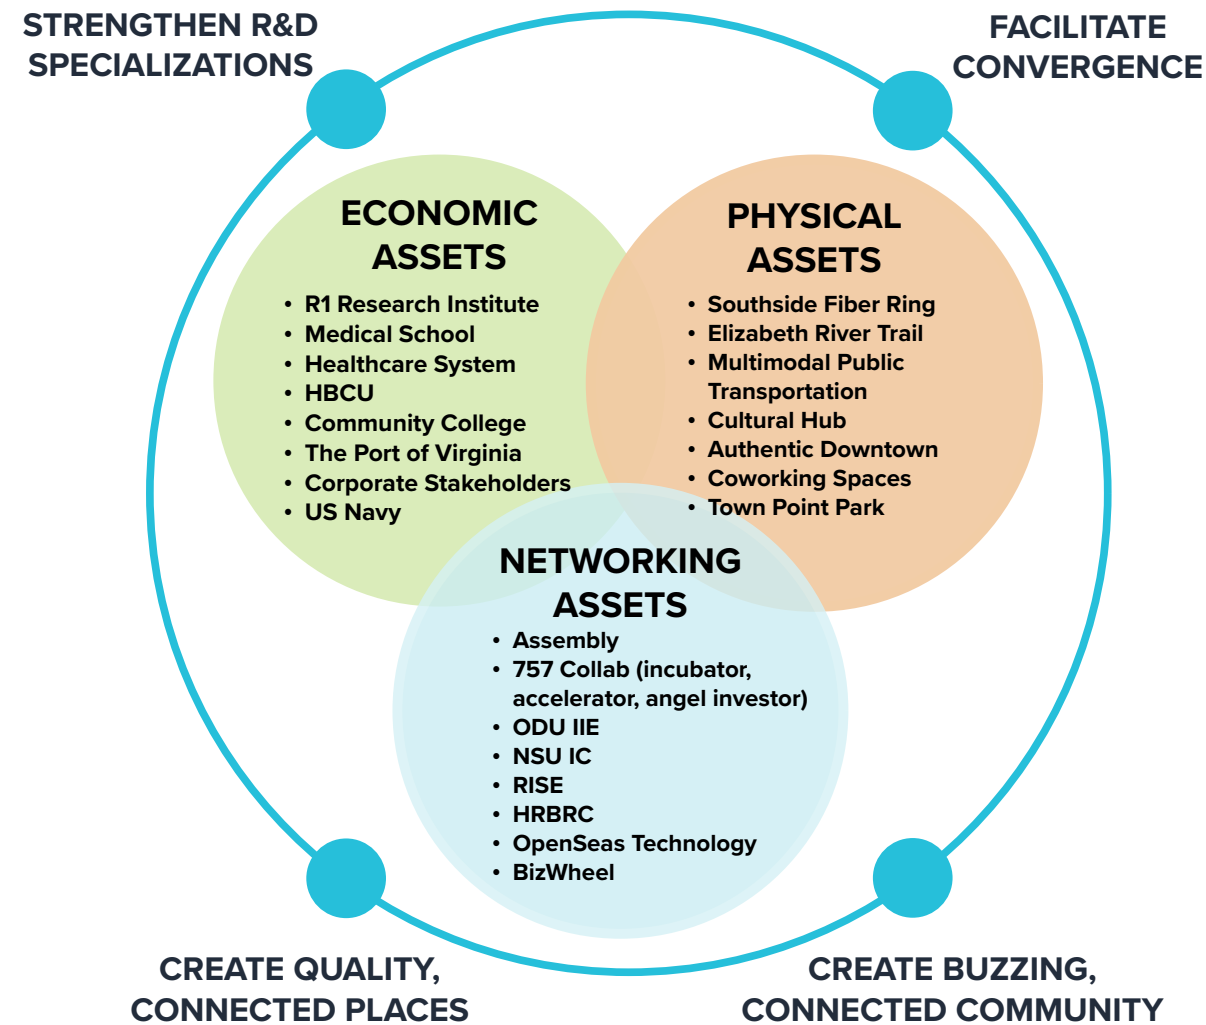 STRENGTHEN R&D
SPECIALIZATIONS
FACILITATE
CONVERGENCE
ECONOMIC
ASSETS
• R1 Research Institute
• Medical School
• Healthcare System
• HBCU
• Community College
• The Port of Virginia
• Corporate Stakeholders
• US Navy
PHYSICAL
ASSETS
• Southside Fiber Ring
• Elizabeth River Trail
• Multimodal Public
Transportation
• Cultural Hub
• Authentic Downtown
• Coworking Spaces
• Town Point Park
NETWORKING
ASSETS
• Assembly
• 757 Collab (incubator,
accelerator, angel investor)
• ODU IIE
• NSU IC
• RISE
• HRBRC
• OpenSeas Technology
• BizWheel
CREATE QUALITY,
CONNECTED PLACES
CREATE BUZZING,
CONNECTED COMMUNITY